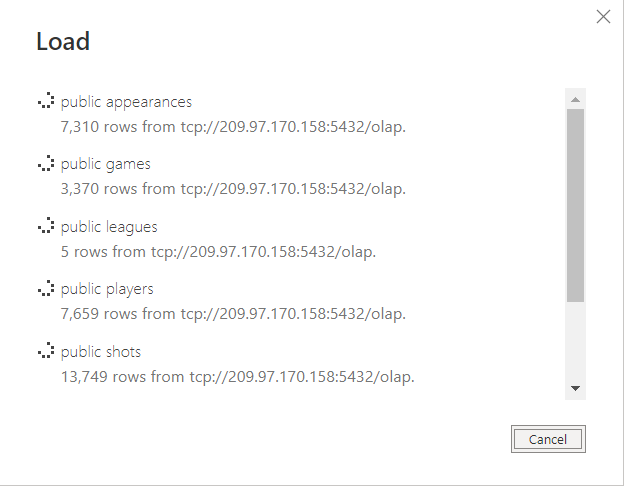 Load
public appearances
7,310 rows from tcp://209.97.170.158:5432/olap.
public games
3,370 rows from tcp://209.97.170.158:5432/olap.
public leagues
5 rows from tcp://209.97.170.158:5432/olap.
public players
7,659 rows from tcp://209.97.170.158:5432/olap.
public shots
13,749 rows from tcp://209.97.170.158:5432/olap.
Cancel